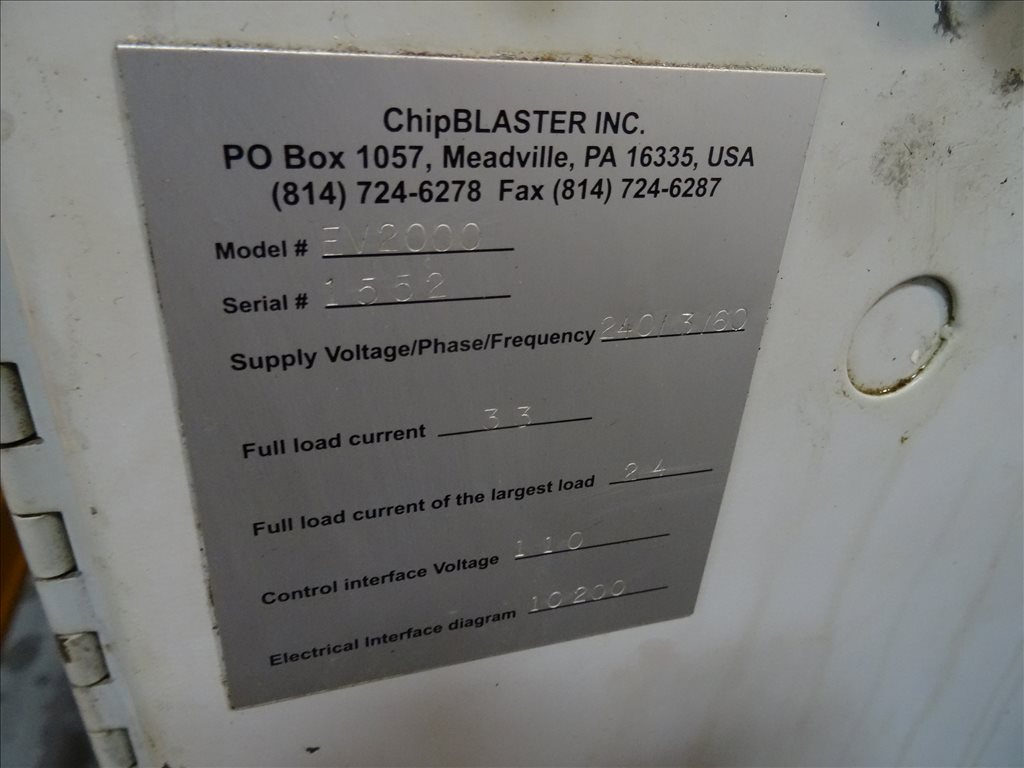 ChipBLASTER INC.
PO Box 1057, Meadville, PA 16335, USA
(814) 724-6278 Fax (814) 724-6287
Model # EV2000
Serial # 1552
Supply Voltage/Phase/Frequency 240/3/60
Full load current 33
Full load current of the largest load 24
Control interface Voltage 110
Electrical Interface diagram 10200